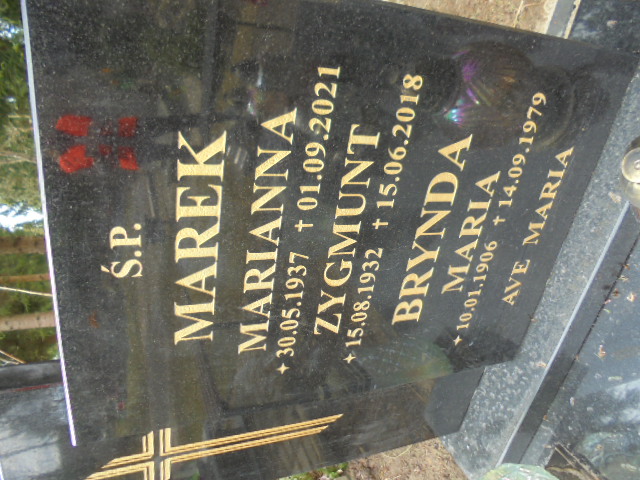 Ś.P.
MAREK
MARIANNA
✦30.05.1937 †01.09.2021
ZYGMUNT
✦15.08.1932 †15.06.2018
BRYNDA
MARIA
✦10.01.1906 †14.09.1979
AVE MARIA